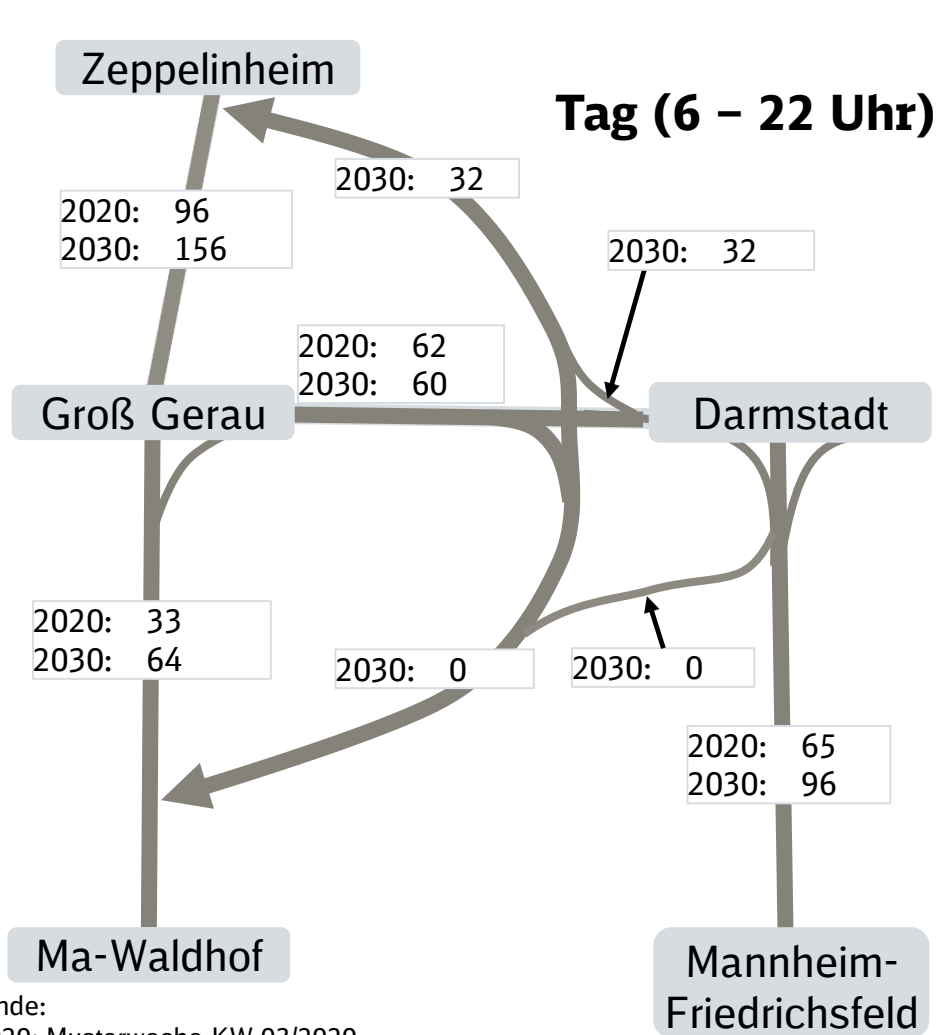 Zeppelinheim
Tag (6 – 22 Uhr)
2030: 32
2020: 96
2030: 156
2030: 32
2020: 62
2030: 60
Groß Gerau
Darmstadt
2020: 33
2030: 64
2030: 0
2030: 0
2020: 65
2030: 96
Ma-Waldhof
Mannheim-
Friedrichsfeld